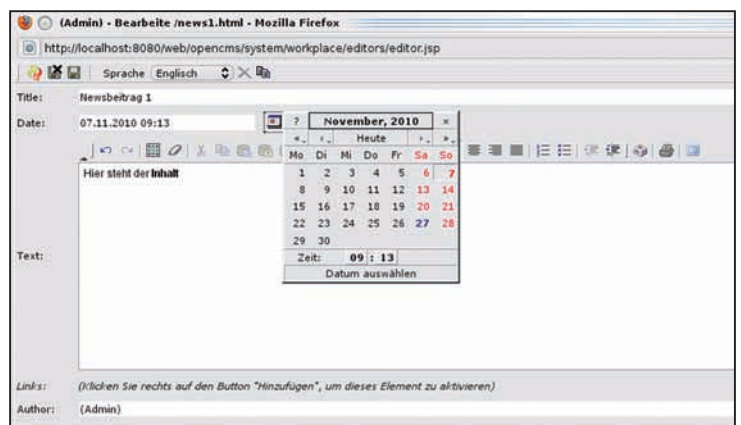 (Admin) - Bearbeite /news1.html - Mozilla Firefox
http://localhost:8080/web/opencms/system/workplace/editors/editor.jsp
Sprache Englisch
Title: Newsbeitrag 1
Date: 07.11.2010 09:13
? November, 2010 ×
«  ‹ Heute › »
Mo Di Mi Do Fr Sa So
1 2 3 4 5 6 7
8 9 10 11 12 13 14
15 16 17 18 19 20 21
22 23 24 25 26 27 28
29 30
Zeit: 09 : 13
Datum auswählen
Hier steht der Inhalt
Text:
Links: (Klicken Sie rechts auf den Button "Hinzufügen", um dieses Element zu aktivieren)
Author: (Admin)